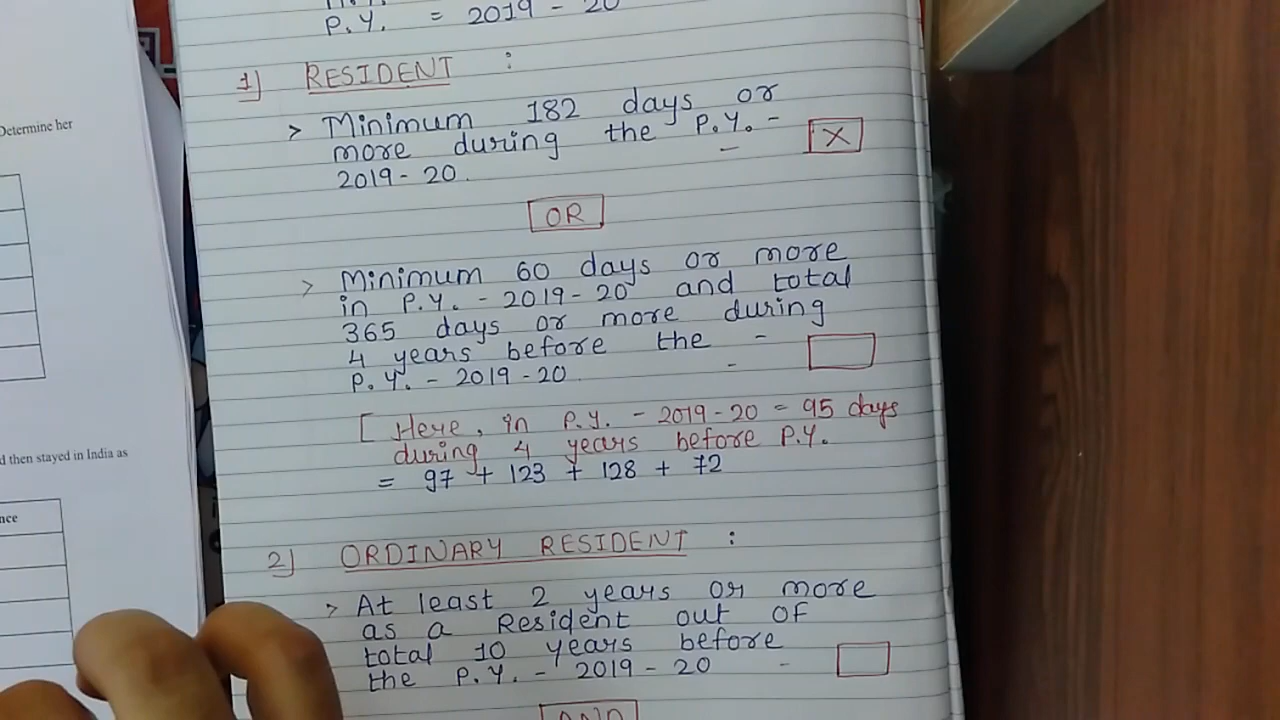 P.Y. = 2019 - 20
1) RESIDENT :
> Minimum 182 days or
more during the P.Y. -
2019 - 20.
X
OR
> Minimum 60 days or more
in P.Y. - 2019 - 20 and total
365 days or more during
4 years before the -
P.Y. - 2019 - 20
[ Here, in P.Y. - 2019 - 20 = 95 days
during 4 years before P.Y.
= 97 + 123 + 128 + 72
2) ORDINARY RESIDENT :
> At least 2 years or more
as a Resident out of
total 10 years before
the P.Y. - 2019 - 20 -
AND
Determine her
d then stayed in India as
nce